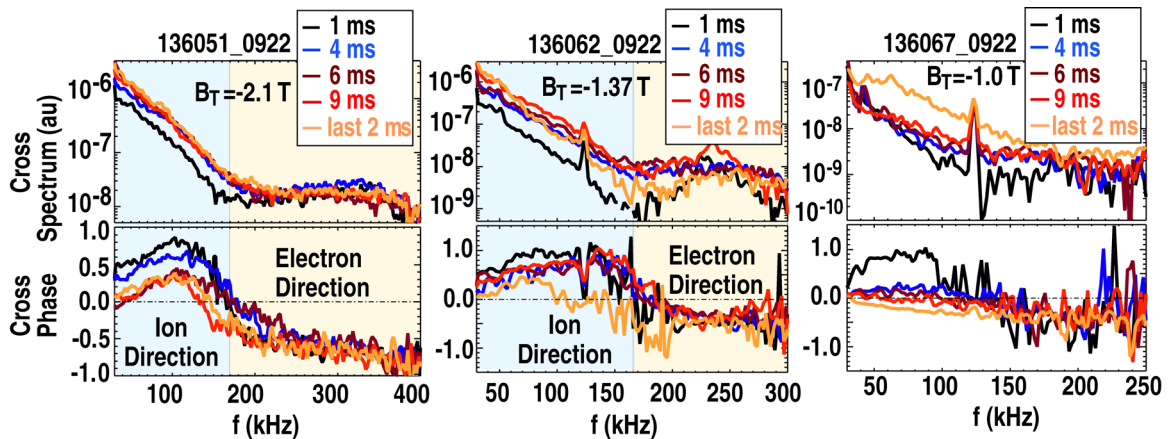 136051_0922
1 ms
4 ms
6 ms
9 ms
last 2 ms
B_T=-2.1 T
Cross
Spectrum (au)
10-6
10-7
10-8
Cross
Phase
1.0
0.5
0.0
-0.5
-1.0
Electron
Direction
Ion
Direction
100 200 300 400
f (kHz)
136062_0922
1 ms
4 ms
6 ms
9 ms
last 2 ms
B_T=-1.37 T
10-6
10-7
10-8
10-9
1.0
0.0
-1.0
Electron
Direction
Ion
Direction
50 100 150 200 250 300
f (kHz)
136067_0922
1 ms
4 ms
6 ms
9 ms
last 2 ms
B_T=-1.0 T
10-7
10-8
10-9
10-10
1.0
0.0
-1.0
50 100 150 200 250
f (kHz)